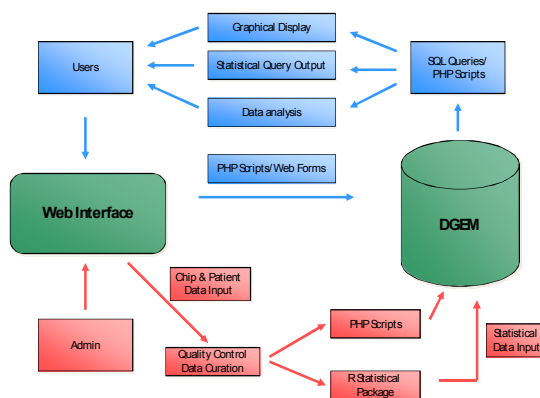 Graphical Display
Users
Statistical Query Output
SQL Queries/
PHP Scripts
Data analysis
PHP Scripts/Web Forms
Web Interface
DGEM
Chip & Patient
Data Input
Admin
PHP Scripts
Statistical
Data Input
Quality Control
Data Curation
R Statistical
Package